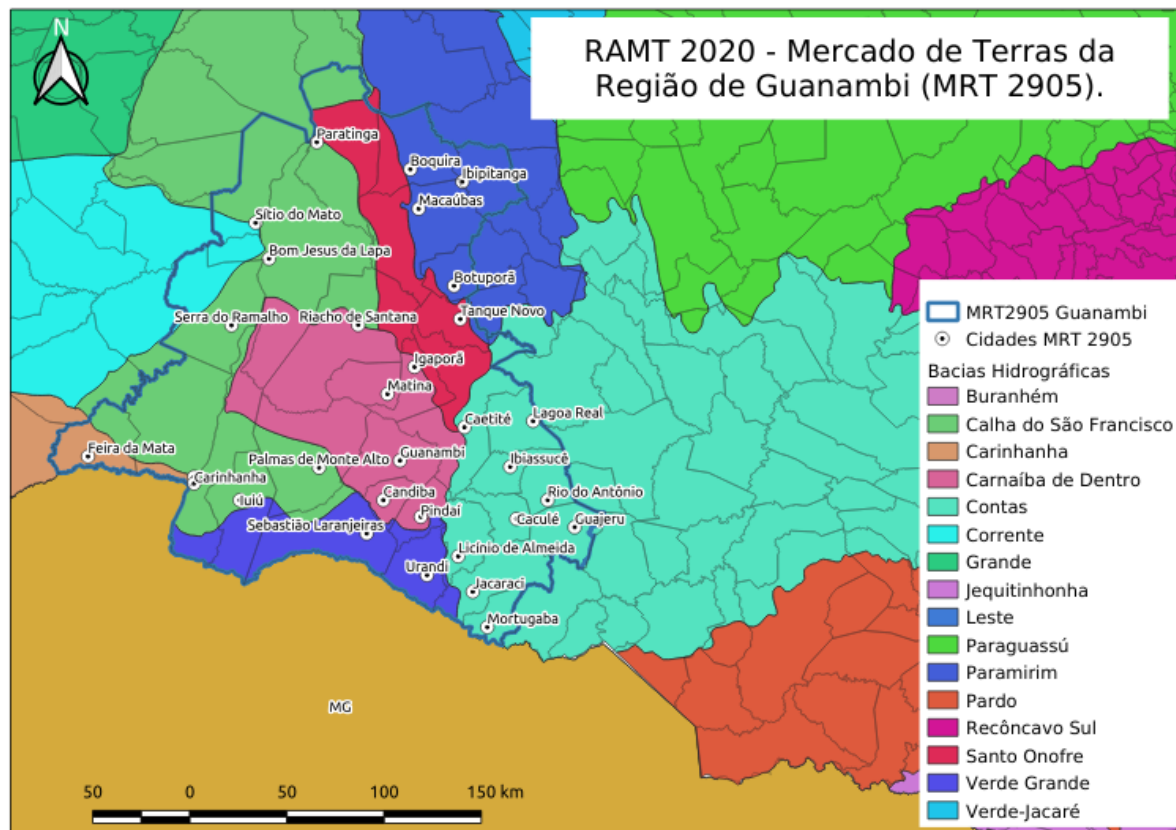 N
RAMT 2020 - Mercado de Terras da
Região de Guanambi (MRT 2905).
Paratinga
Boquira
Ibipitanga
Macaúbas
Sítio do Mato
Bom Jesus da Lapa
Botuporã
Serra do Ramalho
Riacho de Santana
Tanque Novo
Igaporã
Matina
Caetité
Lagoa Real
Feira da Mata
Palmas de Monte Alto
Guanambi
Ibiassucê
Carinhanha
Iuiú
Candiba
Rio do Antônio
Pindaí
Caculé
Guajeru
Sebastião Laranjeiras
Licínio de Almeida
Urandi
Jacaraci
Mortugaba
MG
MRT2905 Guanambi
Cidades MRT 2905
Bacias Hidrográficas
Buranhém
Calha do São Francisco
Carinhanha
Carnaíba de Dentro
Contas
Corrente
Grande
Jequitinhonha
Leste
Paraguassú
Paramirim
Pardo
Recôncavo Sul
Santo Onofre
Verde Grande
Verde-Jacaré
50 0 50 100 150 km